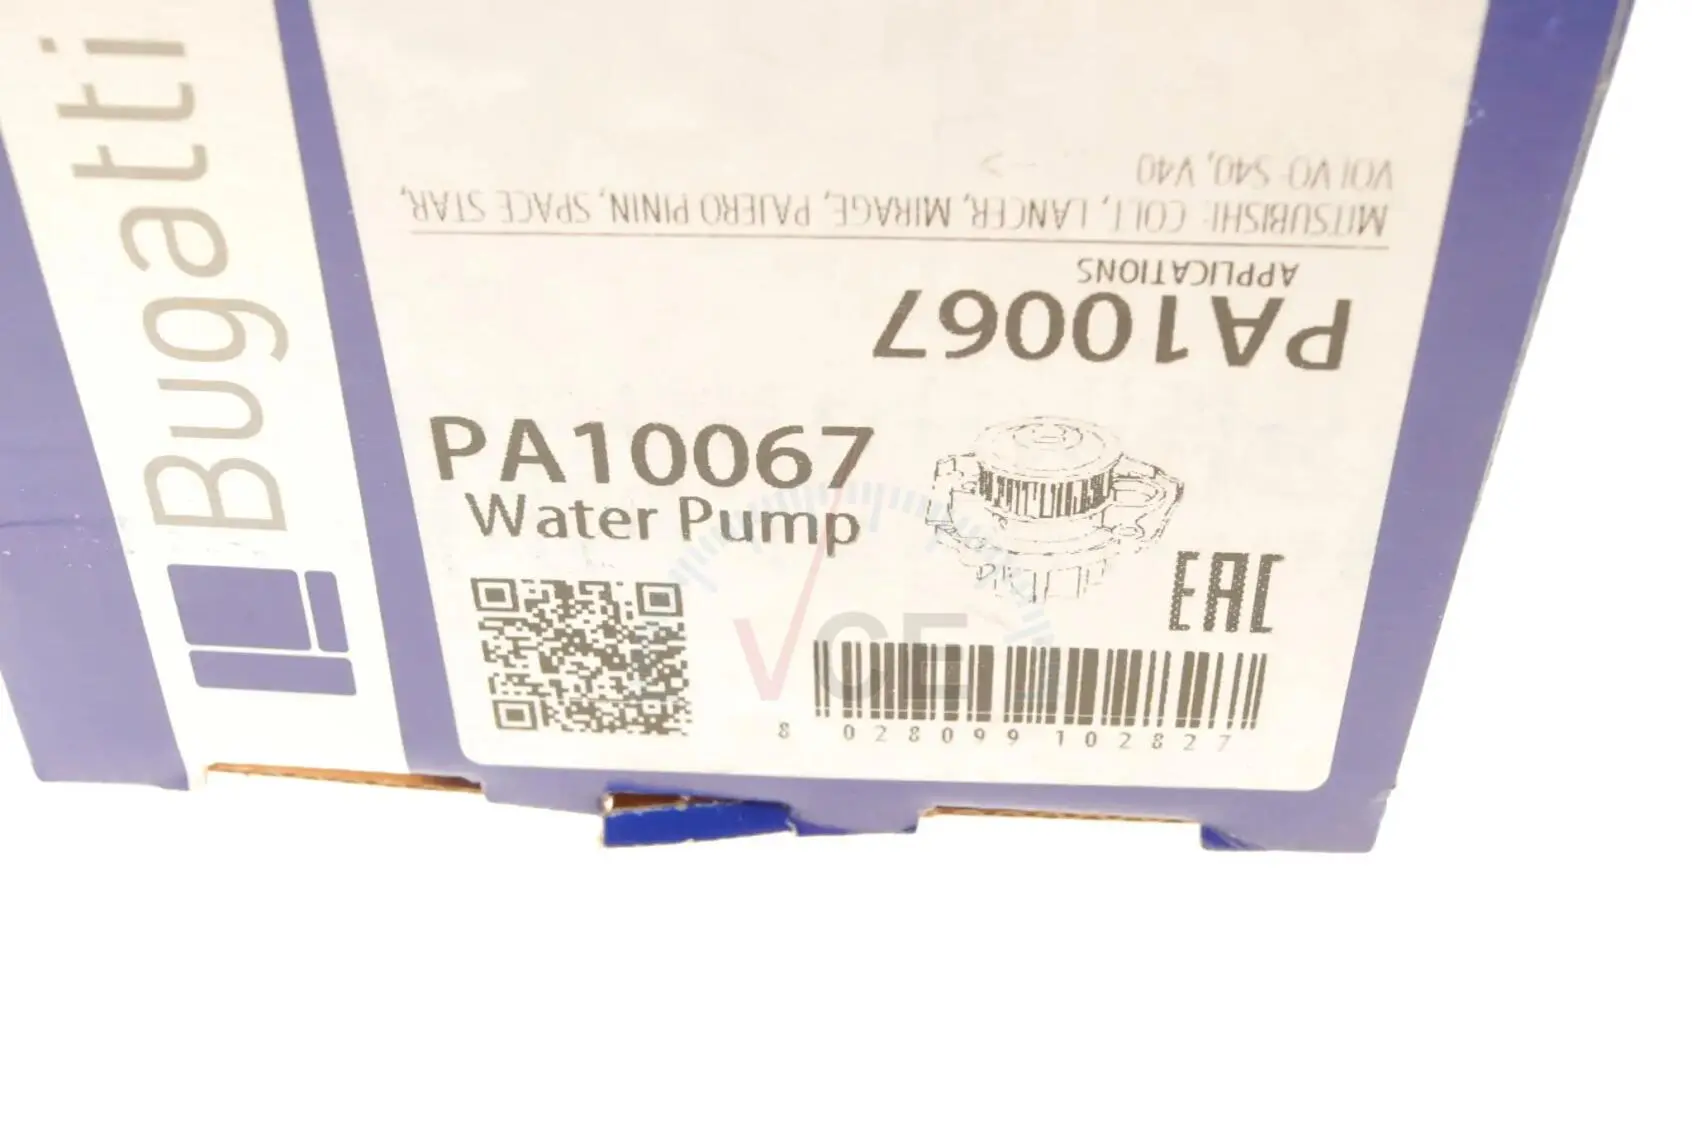 Bugatti
PA10067
APPLICATIONS
MITSUBISHI: COLT, LANCER, MIRAGE, PAJERO PININ, SPACE STAR,
VOLVO S40, V40
PA10067
Water Pump
EAC
VCE
8 028099 102827